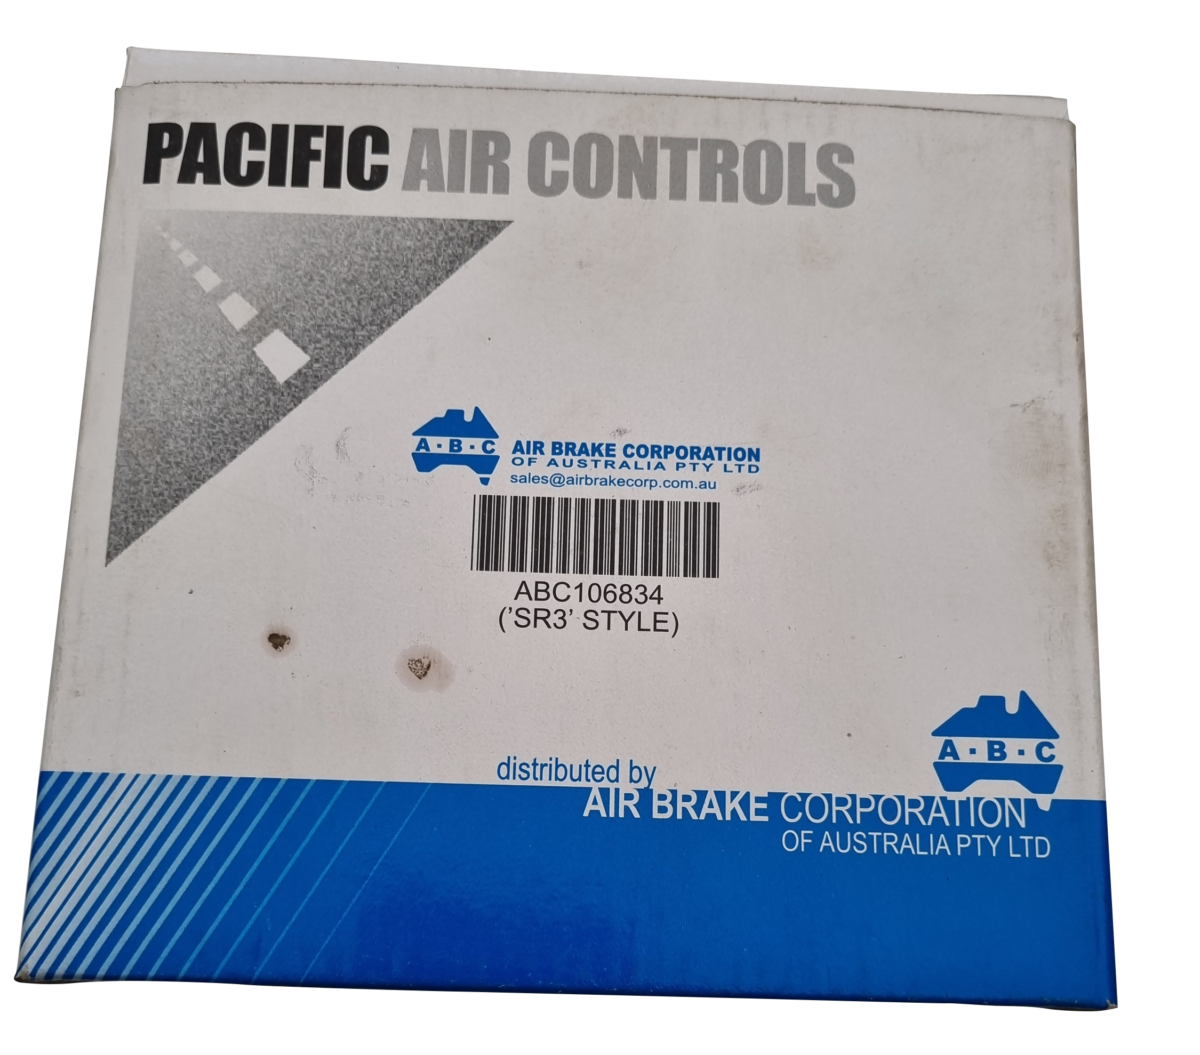 PACIFIC AIR CONTROLS
A·B·C
AIR BRAKE CORPORATION
OF AUSTRALIA PTY LTD
sales@airbrakecorp.com.au
ABC106834
('SR3' STYLE)
A·B·C
distributed by
AIR BRAKE CORPORATION
OF AUSTRALIA PTY LTD